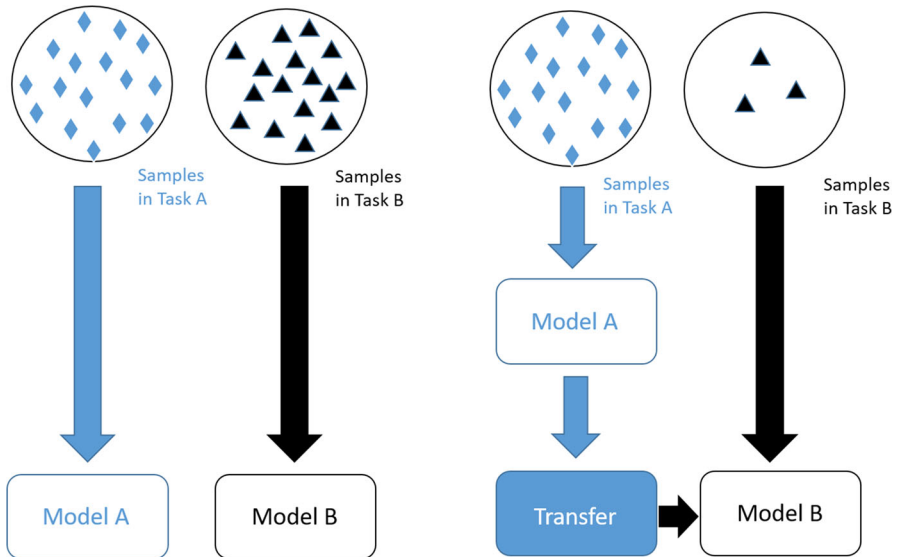 Samples
in Task A
Samples
in Task B
Model A
Model B
Samples
in Task A
Samples
in Task B
Model A
Transfer
Model B